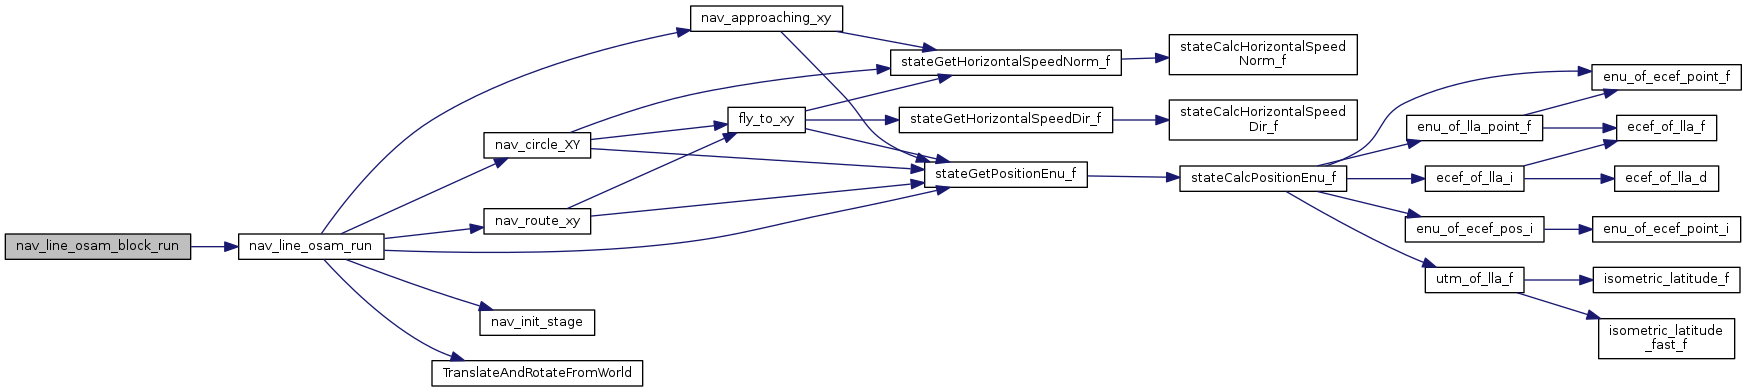 nav_line_osam_block_run
nav_line_osam_run
nav_approaching_xy
nav_circle_XY
nav_route_xy
nav_init_stage
TranslateAndRotateFromWorld
fly_to_xy
stateGetHorizontalSpeedNorm_f
stateGetHorizontalSpeedDir_f
stateGetPositionEnu_f
stateCalcHorizontalSpeed
Norm_f
stateCalcHorizontalSpeed
Dir_f
stateCalcPositionEnu_f
enu_of_lla_point_f
ecef_of_lla_i
enu_of_ecef_pos_i
utm_of_lla_f
enu_of_ecef_point_f
ecef_of_lla_f
ecef_of_lla_d
enu_of_ecef_point_i
isometric_latitude_f
isometric_latitude
_fast_f